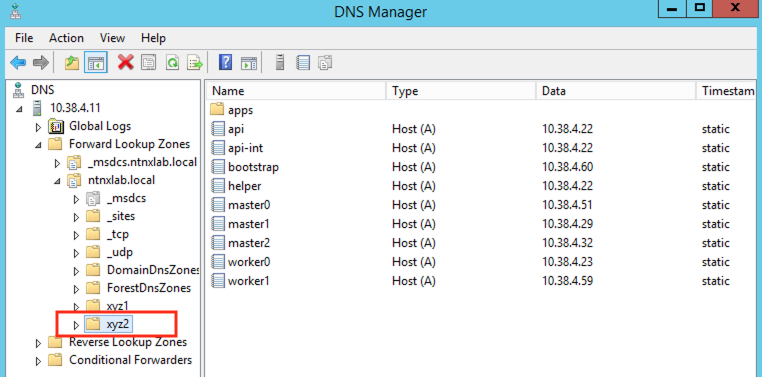 DNS Manager
File Action View Help
DNS
10.38.4.11
Global Logs
Forward Lookup Zones
_msdcs.ntnxlab.local
ntnxlab.local
_msdcs
_sites
_tcp
_udp
DomainDnsZones
ForestDnsZones
xyz1
xyz2
Reverse Lookup Zones
Conditional Forwarders
Name Type Data Timestam
apps
api Host (A) 10.38.4.22 static
api-int Host (A) 10.38.4.22 static
bootstrap Host (A) 10.38.4.60 static
helper Host (A) 10.38.4.22 static
master0 Host (A) 10.38.4.51 static
master1 Host (A) 10.38.4.29 static
master2 Host (A) 10.38.4.32 static
worker0 Host (A) 10.38.4.23 static
worker1 Host (A) 10.38.4.59 static